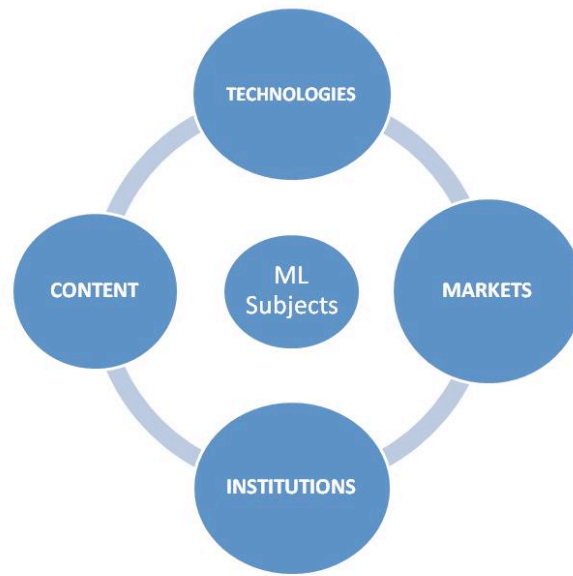 TECHNOLOGIES
CONTENT
ML
Subjects
MARKETS
INSTITUTIONS